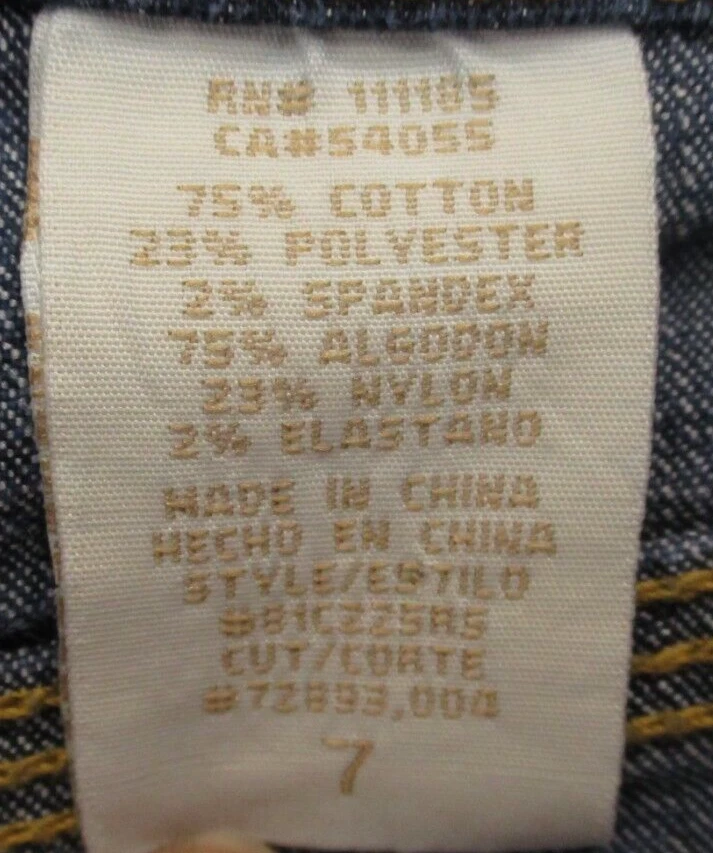 RN# 111185
CA#54055
75% COTTON
23% POLYESTER
2% SPANDEX
75% ALGODON
23% NYLON
2% ELASTANO
MADE IN CHINA
HECHO EN CHINA
STYLE/ESTILO
#81CZZ5RS
CUT/CORTE
#72893,004
7